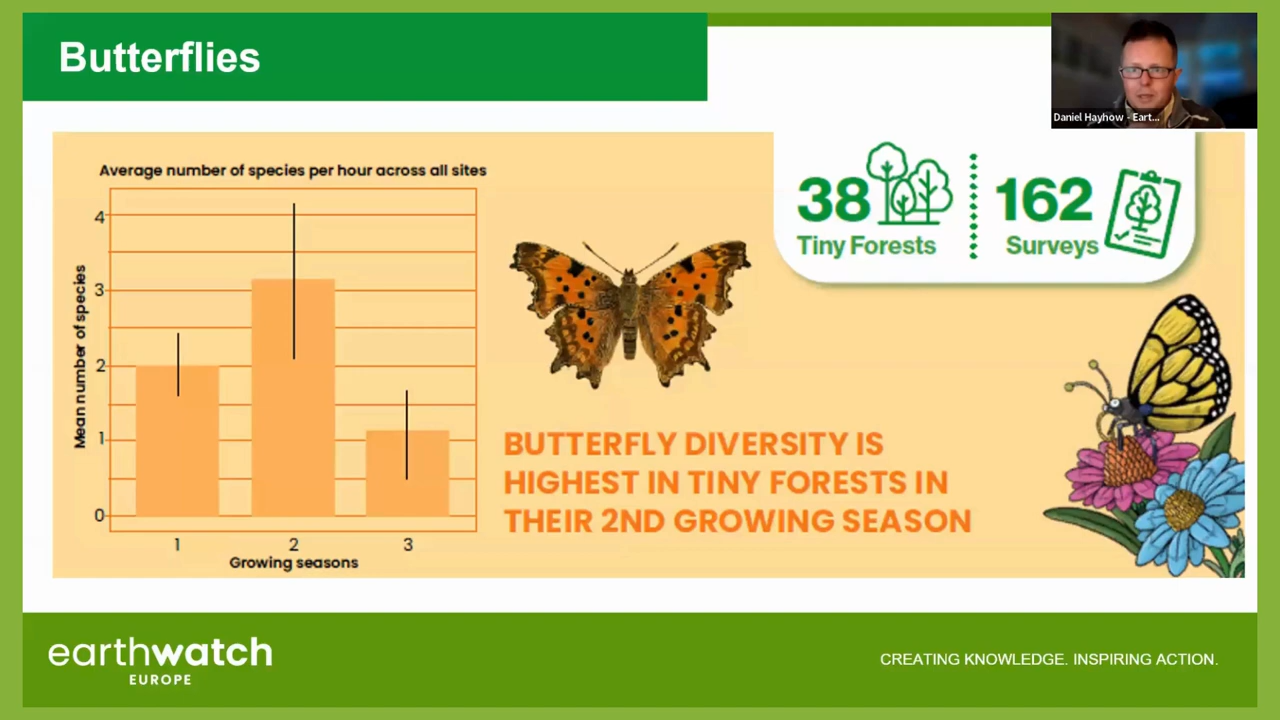 Butterflies
Daniel Hayhow - Eart...
Average number of species per hour across all sites
Mean number of species
4
3
2
1
0
1 2 3
Growing seasons
38
Tiny Forests
162
Surveys
BUTTERFLY DIVERSITY IS
HIGHEST IN TINY FORESTS IN
THEIR 2ND GROWING SEASON
earthwatch
EUROPE
CREATING KNOWLEDGE. INSPIRING ACTION.